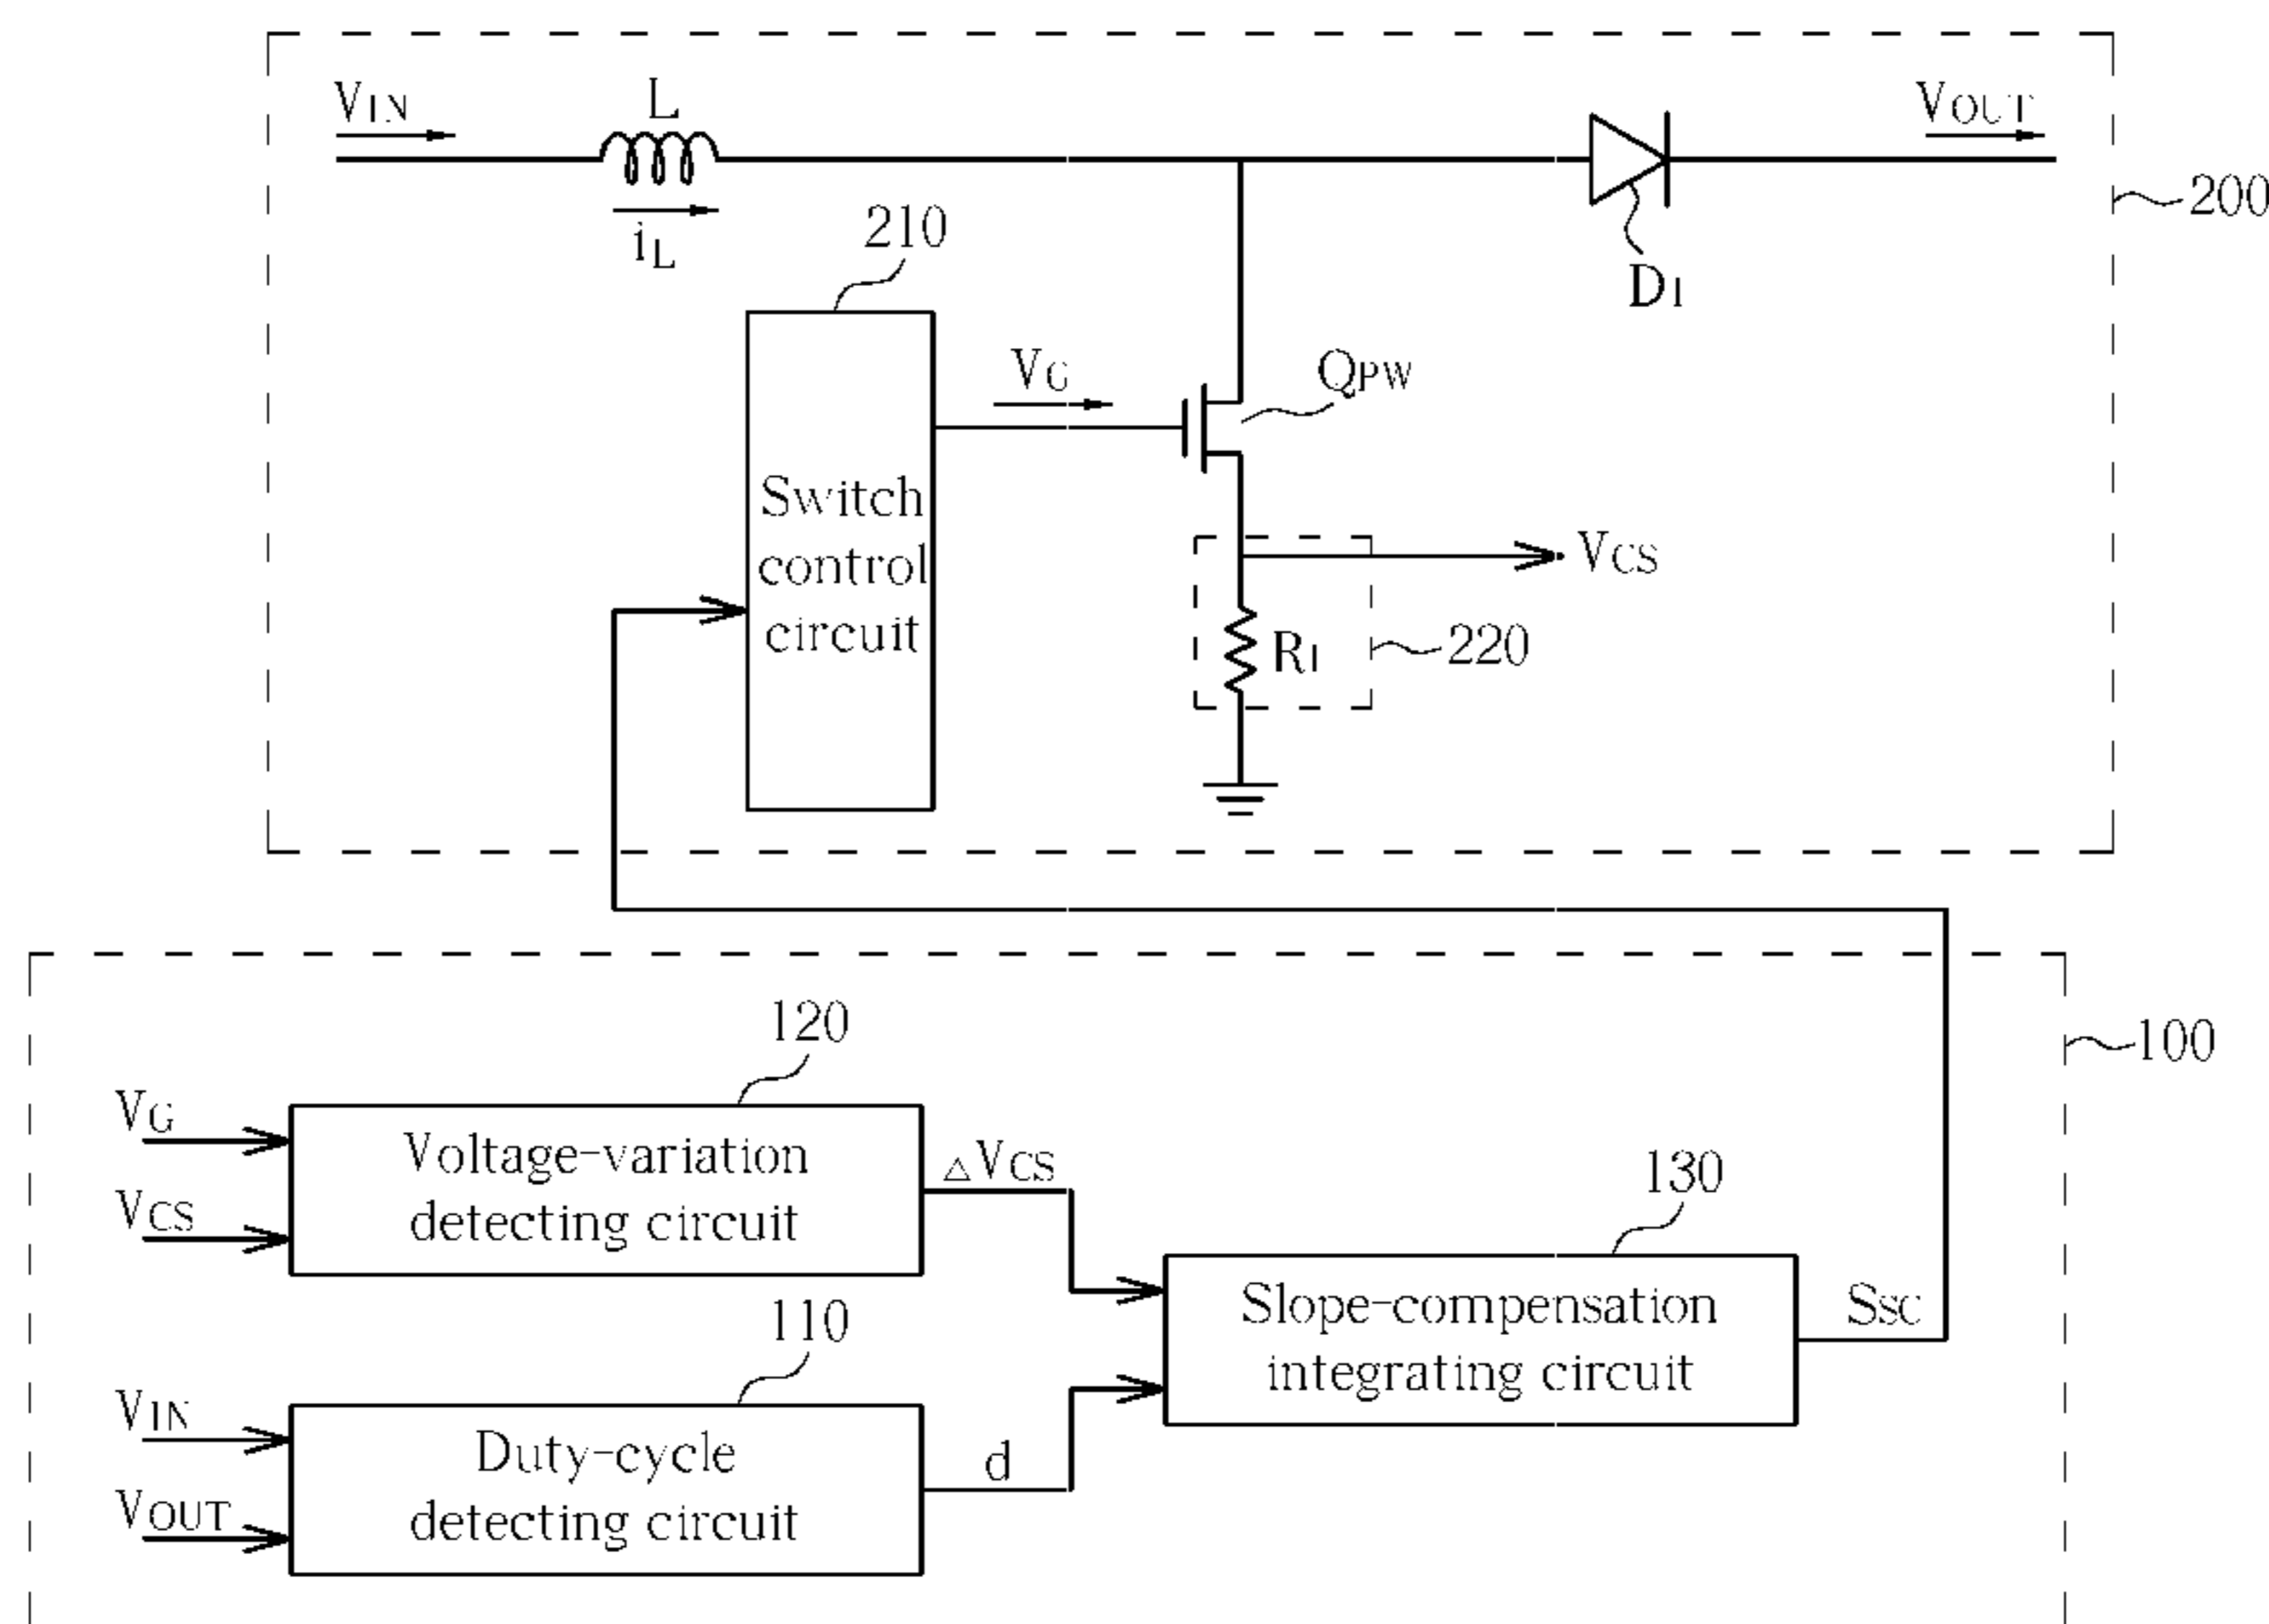 VIN
L
VOUT
iL
200
210
D1
VG
QPW
Switch
control
circuit
VCS
R1
220
100
120
VG
VCS
Voltage-variation
detecting circuit
△VCS
130
Slope-compensation
integrating circuit
SSC
110
VIN
VOUT
Duty-cycle
detecting circuit
d